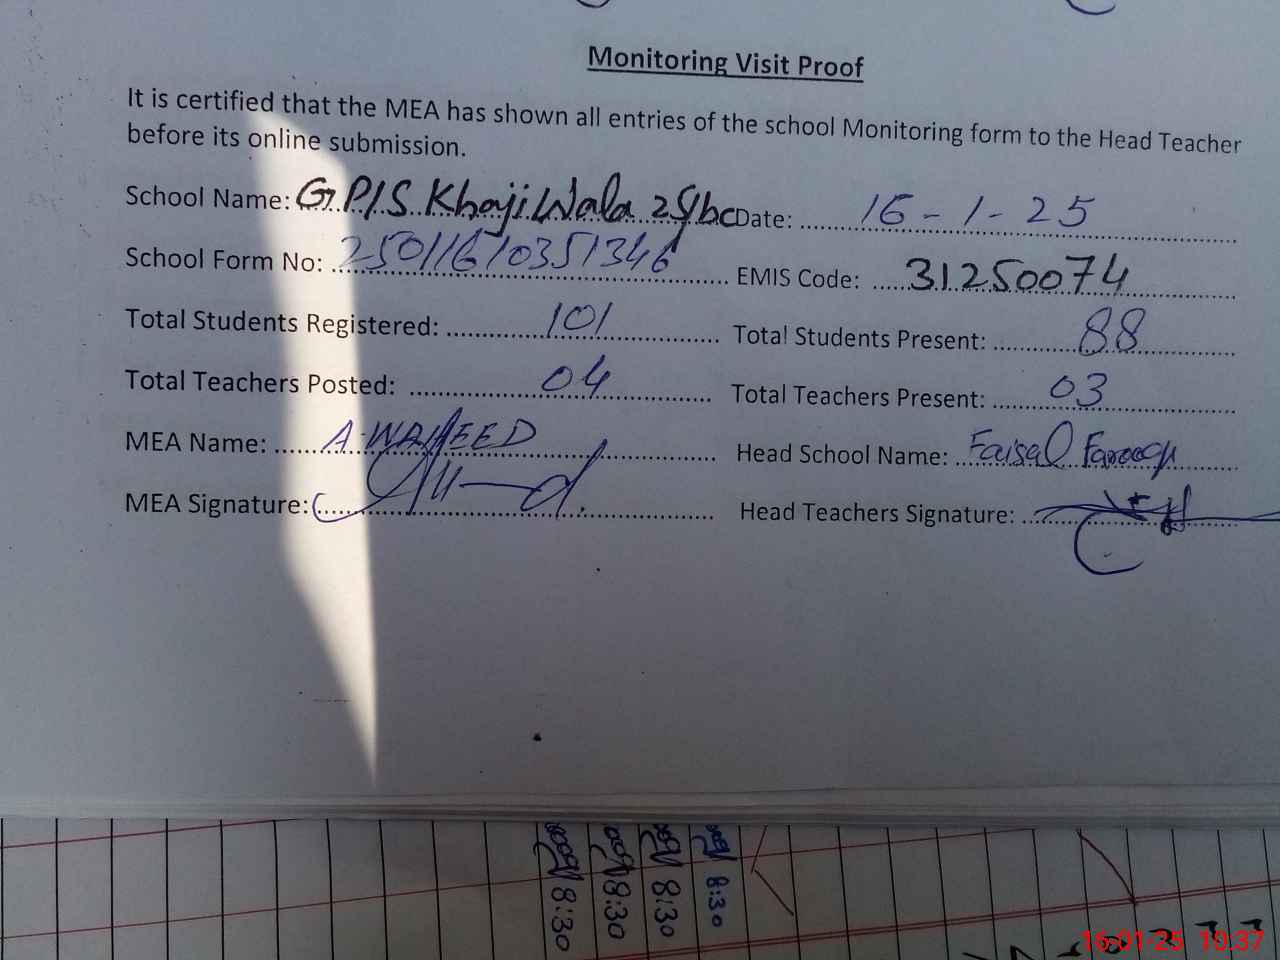 Monitoring Visit Proof
It is certified that the MEA has shown all entries of the school Monitoring form to the Head Teacher
before its online submission.
School Name: G P/S Khaji Wala Date: 16-1-25
School Form No: 25011610351346 EMIS Code: 31250074
Total Students Registered: 101 Total Students Present: 88
Total Teachers Posted: 04 Total Teachers Present: 03
MEA Name: A. WAHEED Head School Name: Faisal Farooq
MEA Signature: Head Teachers Signature:
8:30 8:30 8:30 8:30
16-01-25 10:37